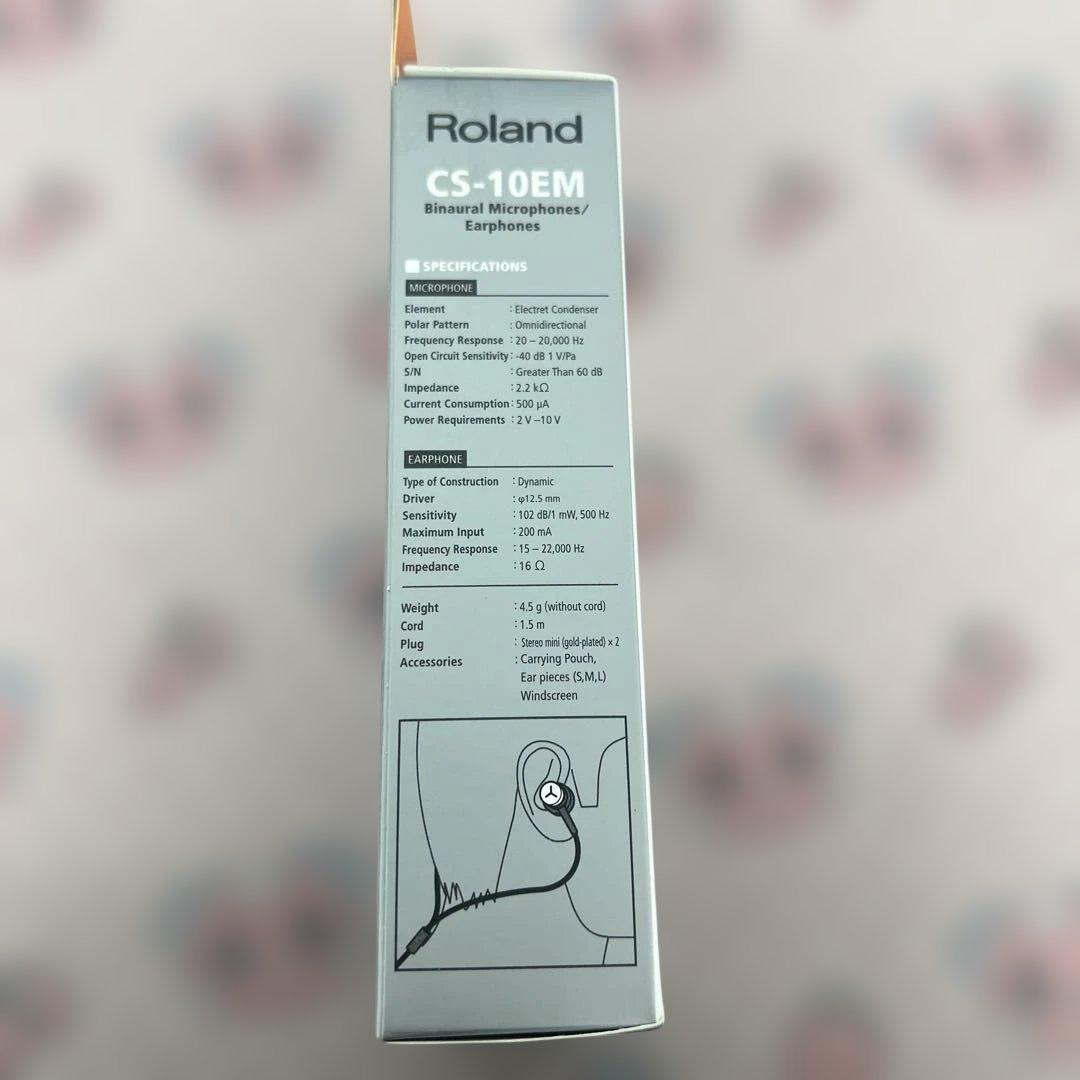 Roland
CS-10EM
Binaural Microphones/
Earphones
SPECIFICATIONS
MICROPHONE
Element : Electret Condenser
Polar Pattern : Omnidirectional
Frequency Response : 20 – 20,000 Hz
Open Circuit Sensitivity : -40 dB 1 V/Pa
S/N : Greater Than 60 dB
Impedance : 2.2 kΩ
Current Consumption : 500 μA
Power Requirements : 2 V –10 V
EARPHONE
Type of Construction : Dynamic
Driver : φ12.5 mm
Sensitivity : 102 dB/1 mW, 500 Hz
Maximum Input : 200 mA
Frequency Response : 15 – 22,000 Hz
Impedance : 16 Ω
Weight : 4.5 g (without cord)
Cord : 1.5 m
Plug : Stereo mini (gold-plated) x 2
Accessories : Carrying Pouch,
Ear pieces (S,M,L)
Windscreen